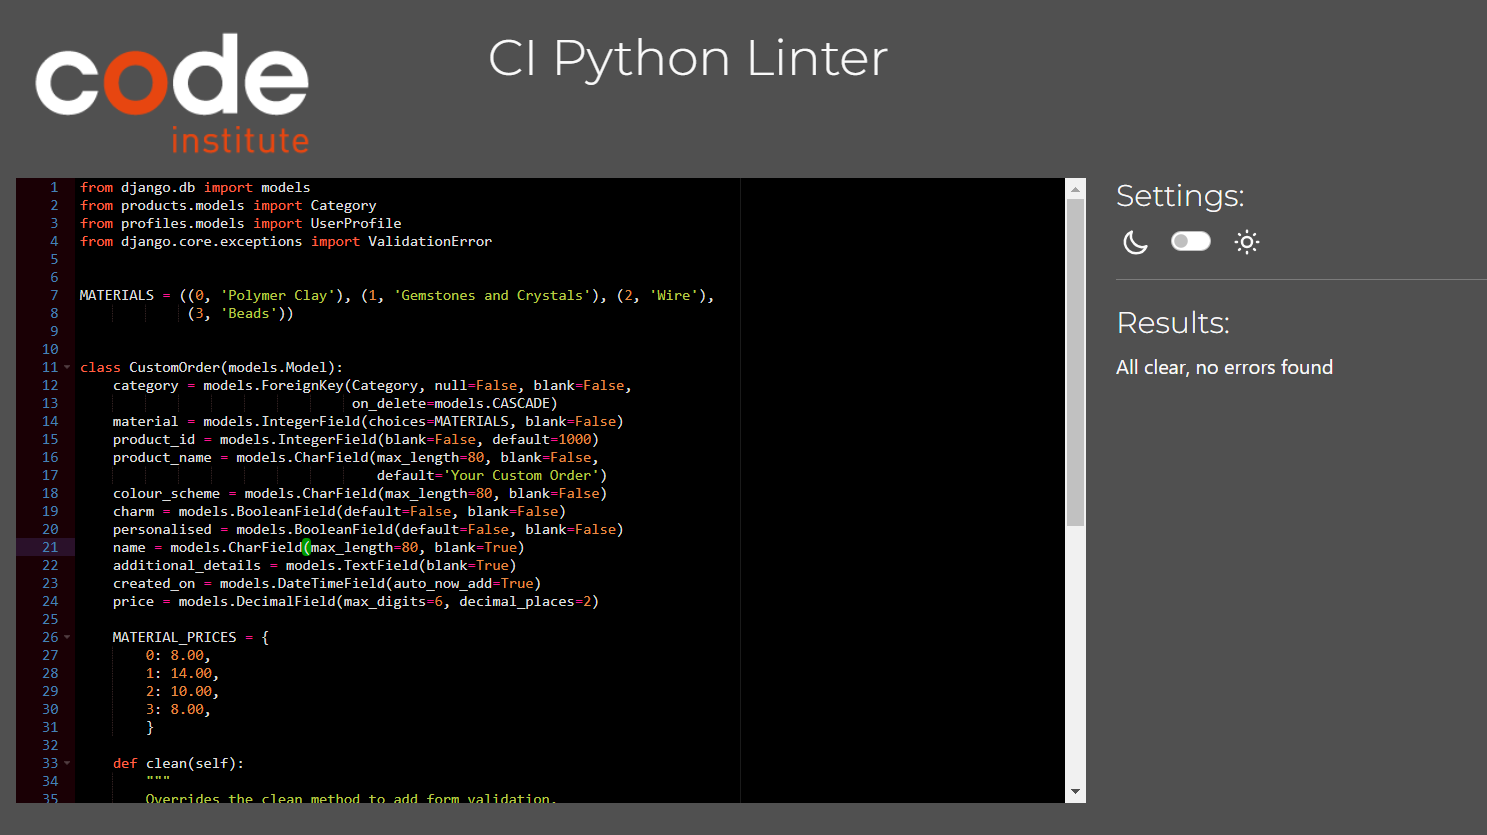 code
institute
CI Python Linter
1 from django.db import models
2 from products.models import Category
3 from profiles.models import UserProfile
4 from django.core.exceptions import ValidationError
5
6
7 MATERIALS = ((0, 'Polymer Clay'), (1, 'Gemstones and Crystals'), (2, 'Wire'),
8              (3, 'Beads'))
9
10
11 class CustomOrder(models.Model):
12     category = models.ForeignKey(Category, null=False, blank=False,
13                                  on_delete=models.CASCADE)
14     material = models.IntegerField(choices=MATERIALS, blank=False)
15     product_id = models.IntegerField(blank=False, default=1000)
16     product_name = models.CharField(max_length=80, blank=False,
17                                     default='Your Custom Order')
18     colour_scheme = models.CharField(max_length=80, blank=False)
19     charm = models.BooleanField(default=False, blank=False)
20     personalised = models.BooleanField(default=False, blank=False)
21     name = models.CharField(max_length=80, blank=True)
22     additional_details = models.TextField(blank=True)
23     created_on = models.DateTimeField(auto_now_add=True)
24     price = models.DecimalField(max_digits=6, decimal_places=2)
25
26     MATERIAL_PRICES = {
27         0: 8.00,
28         1: 14.00,
29         2: 10.00,
30         3: 8.00,
31         }
32
33     def clean(self):
34         """
35         Overrides the clean method to add form validation.
Settings:
Results:
All clear, no errors found